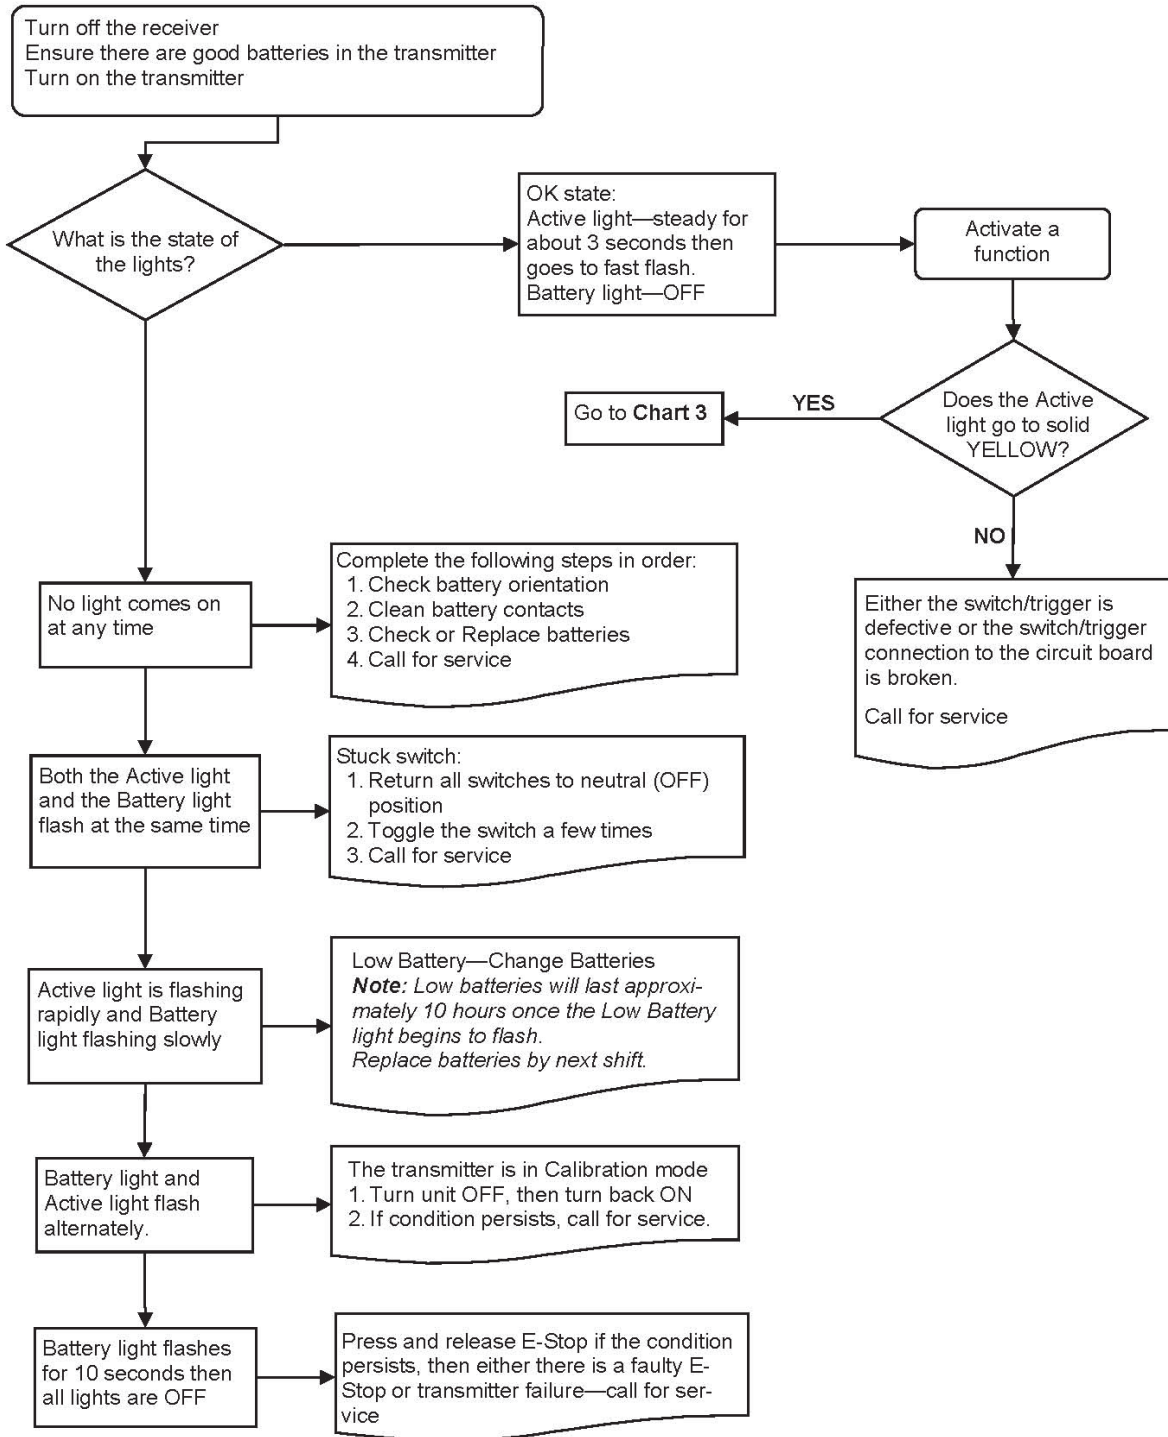 Turn off the receiver
Ensure there are good batteries in the transmitter
Turn on the transmitter
What is the state of
the lights?
OK state:
Active light—steady for
about 3 seconds then
goes to fast flash.
Battery light—OFF
Activate a
function
Does the Active
light go to solid
YELLOW?
YES
Go to Chart 3
NO
Either the switch/trigger is
defective or the switch/trigger
connection to the circuit board
is broken.
Call for service
No light comes on
at any time
Complete the following steps in order:
1. Check battery orientation
2. Clean battery contacts
3. Check or Replace batteries
4. Call for service
Both the Active light
and the Battery light
flash at the same time
Stuck switch:
1. Return all switches to neutral (OFF)
position
2. Toggle the switch a few times
3. Call for service
Active light is flashing
rapidly and Battery
light flashing slowly
Low Battery—Change Batteries
Note: Low batteries will last approxi-
mately 10 hours once the Low Battery
light begins to flash.
Replace batteries by next shift.
Battery light and
Active light flash
alternately.
The transmitter is in Calibration mode
1. Turn unit OFF, then turn back ON
2. If condition persists, call for service.
Battery light flashes
for 10 seconds then
all lights are OFF
Press and release E-Stop if the condition
persists, then either there is a faulty E-
Stop or transmitter failure—call for ser-
vice